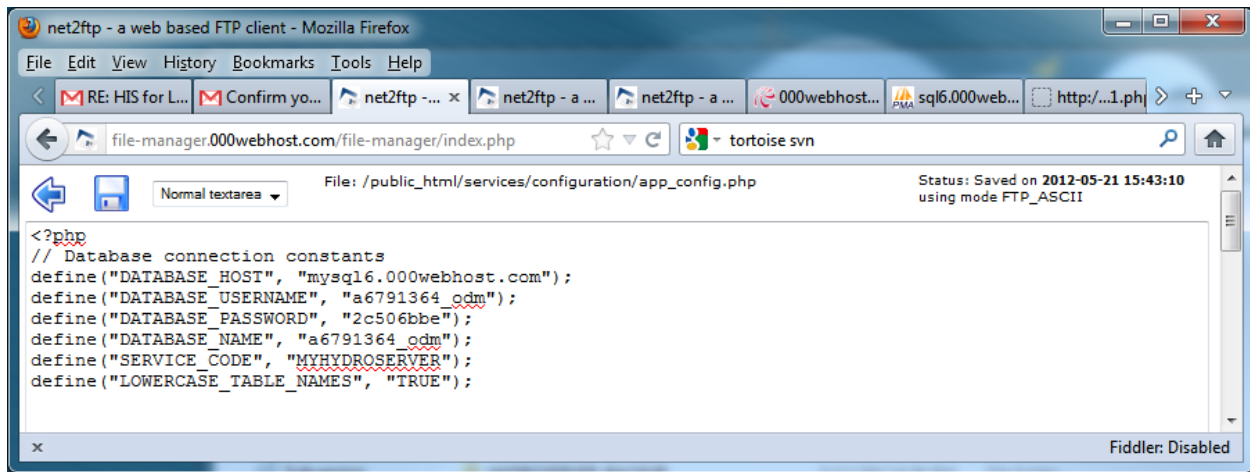 net2ftp - a web based FTP client - Mozilla Firefox
File Edit View History Bookmarks Tools Help
RE: HIS for L... Confirm yo... net2ftp -... × net2ftp - a ... net2ftp - a ... 000webhost... sql6.000web... http:/...1.ph
file-manager.000webhost.com/file-manager/index.php tortoise svn
Normal textarea File: /public_html/services/configuration/app_config.php Status: Saved on 2012-05-21 15:43:10
using mode FTP_ASCII
<?php
// Database connection constants
define("DATABASE_HOST", "mysql6.000webhost.com");
define("DATABASE_USERNAME", "a6791364_odm");
define("DATABASE_PASSWORD", "2c506bbe");
define("DATABASE_NAME", "a6791364_odm");
define("SERVICE_CODE", "MYHYDROSERVER");
define("LOWERCASE_TABLE_NAMES", "TRUE");
× Fiddler: Disabled